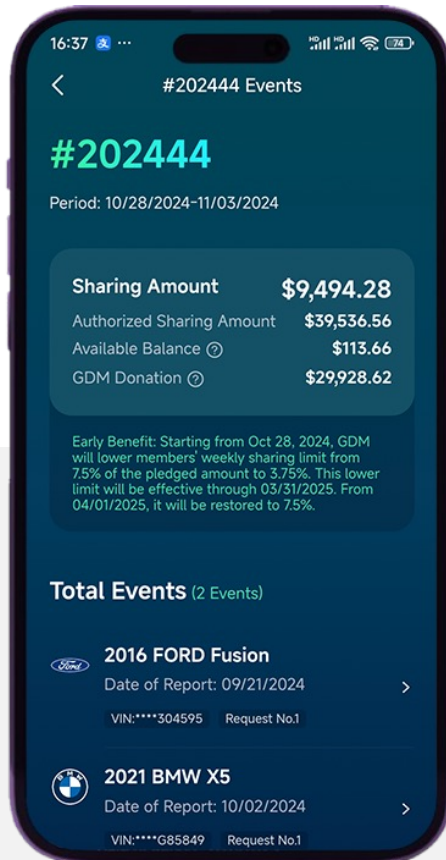 16:37 支 ...
HD HD 74
#202444 Events
#202444
Period: 10/28/2024-11/03/2024
Sharing Amount $9,494.28
Authorized Sharing Amount $39,536.56
Available Balance ? $113.66
GDM Donation ? $29,928.62
Early Benefit: Starting from Oct 28, 2024, GDM
will lower members' weekly sharing limit from
7.5% of the pledged amount to 3.75%. This lower
limit will be effective through 03/31/2025. From
04/01/2025, it will be restored to 7.5%.
Total Events (2 Events)
Ford
2016 FORD Fusion
Date of Report: 09/21/2024
VIN:****304595 Request No.1
BMW
2021 BMW X5
Date of Report: 10/02/2024
VIN:****G85849 Request No.1